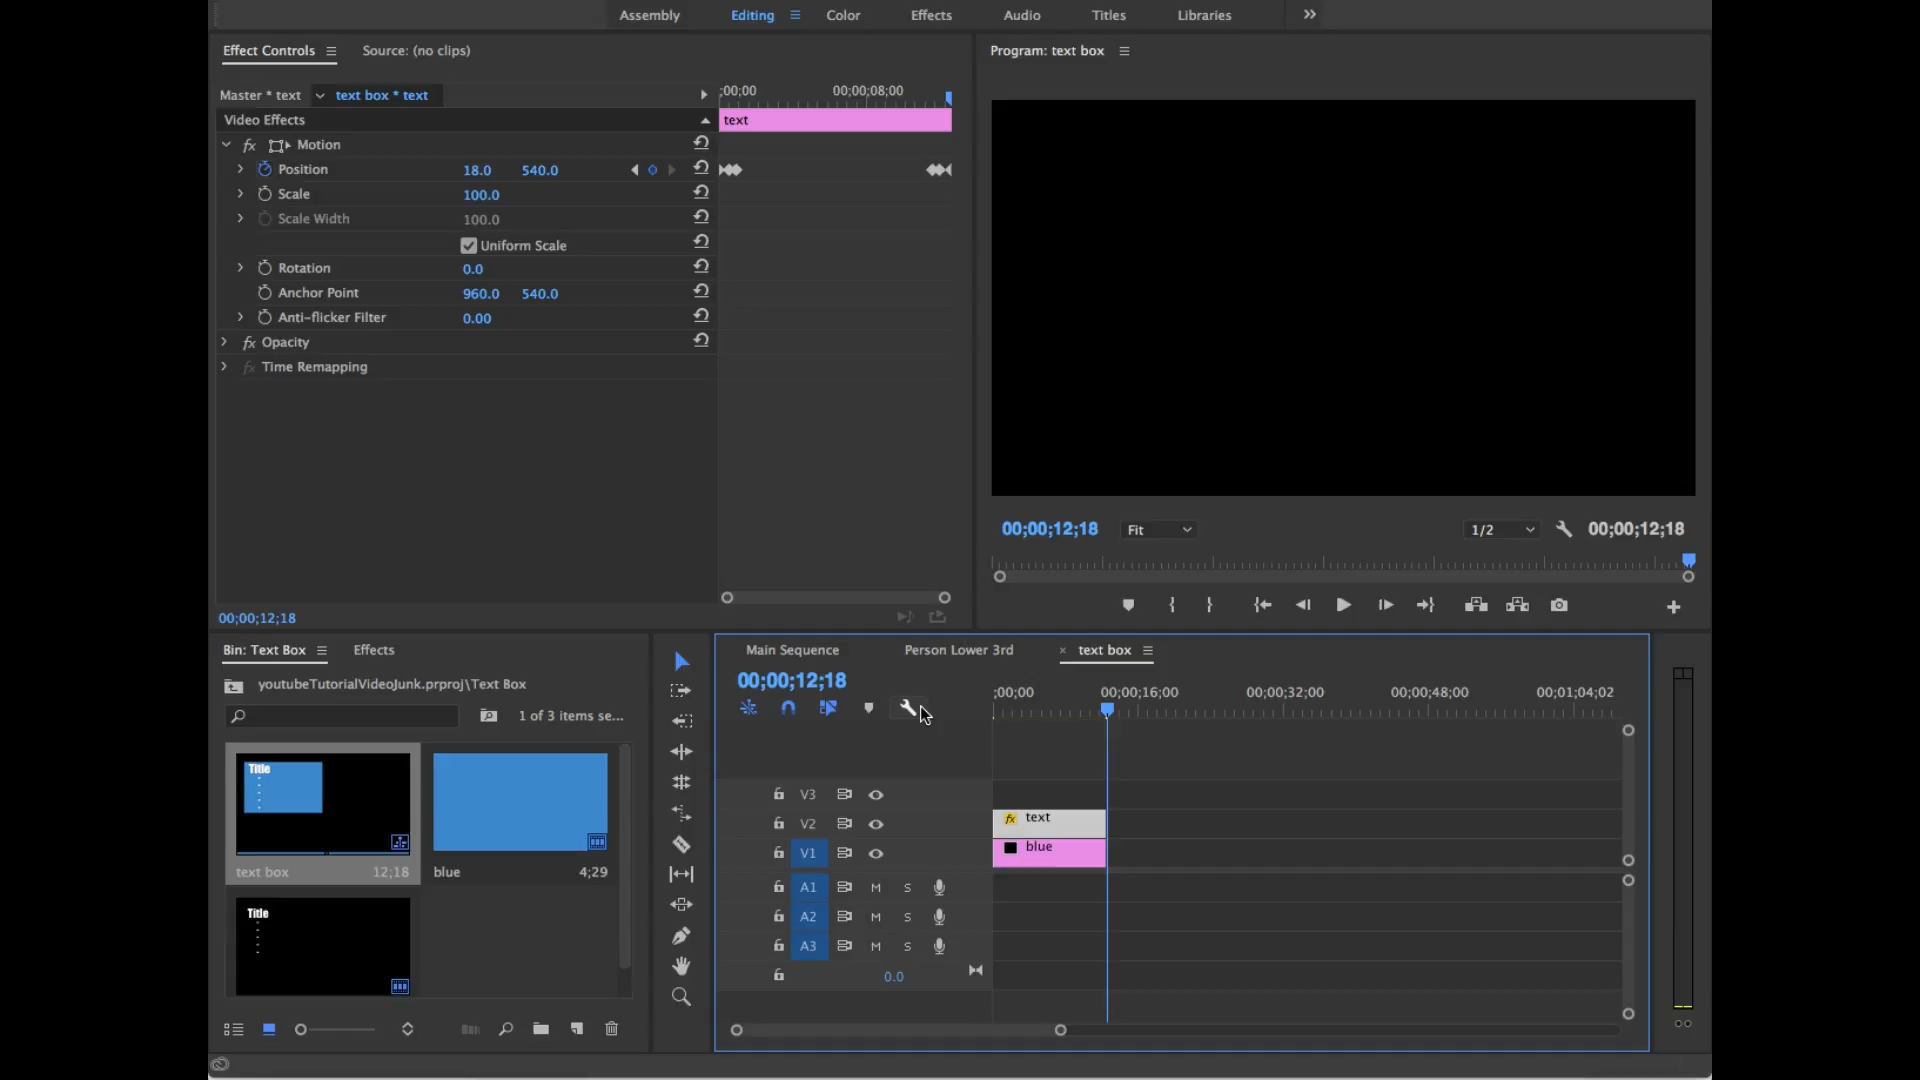 Assembly Editing Color Effects Audio Titles Libraries
Effect Controls Source: (no clips)
Program: text box
Master * text text box * text
;00;00 00;00;08;00
Video Effects
text
fx Motion
Position 18.0 540.0
Scale 100.0
Scale Width 100.0
Uniform Scale
Rotation 0.0
Anchor Point 960.0 540.0
Anti-flicker Filter 0.00
fx Opacity
fx Time Remapping
00;00;12;18 Fit 1/2 00;00;12;18
00;00;12;18
Bin: Text Box Effects
youtubeTutorialVideoJunk.prproj\Text Box
1 of 3 items se...
Title
text box 12;18
blue 4;29
Title
Main Sequence Person Lower 3rd × text box
00;00;12;18
;00;00 00;00;16;00 00;00;32;00 00;00;48;00 00;01;04;02
V3
V2 fx text
V1 blue
A1 M S
A2 M S
A3 M S
0.0